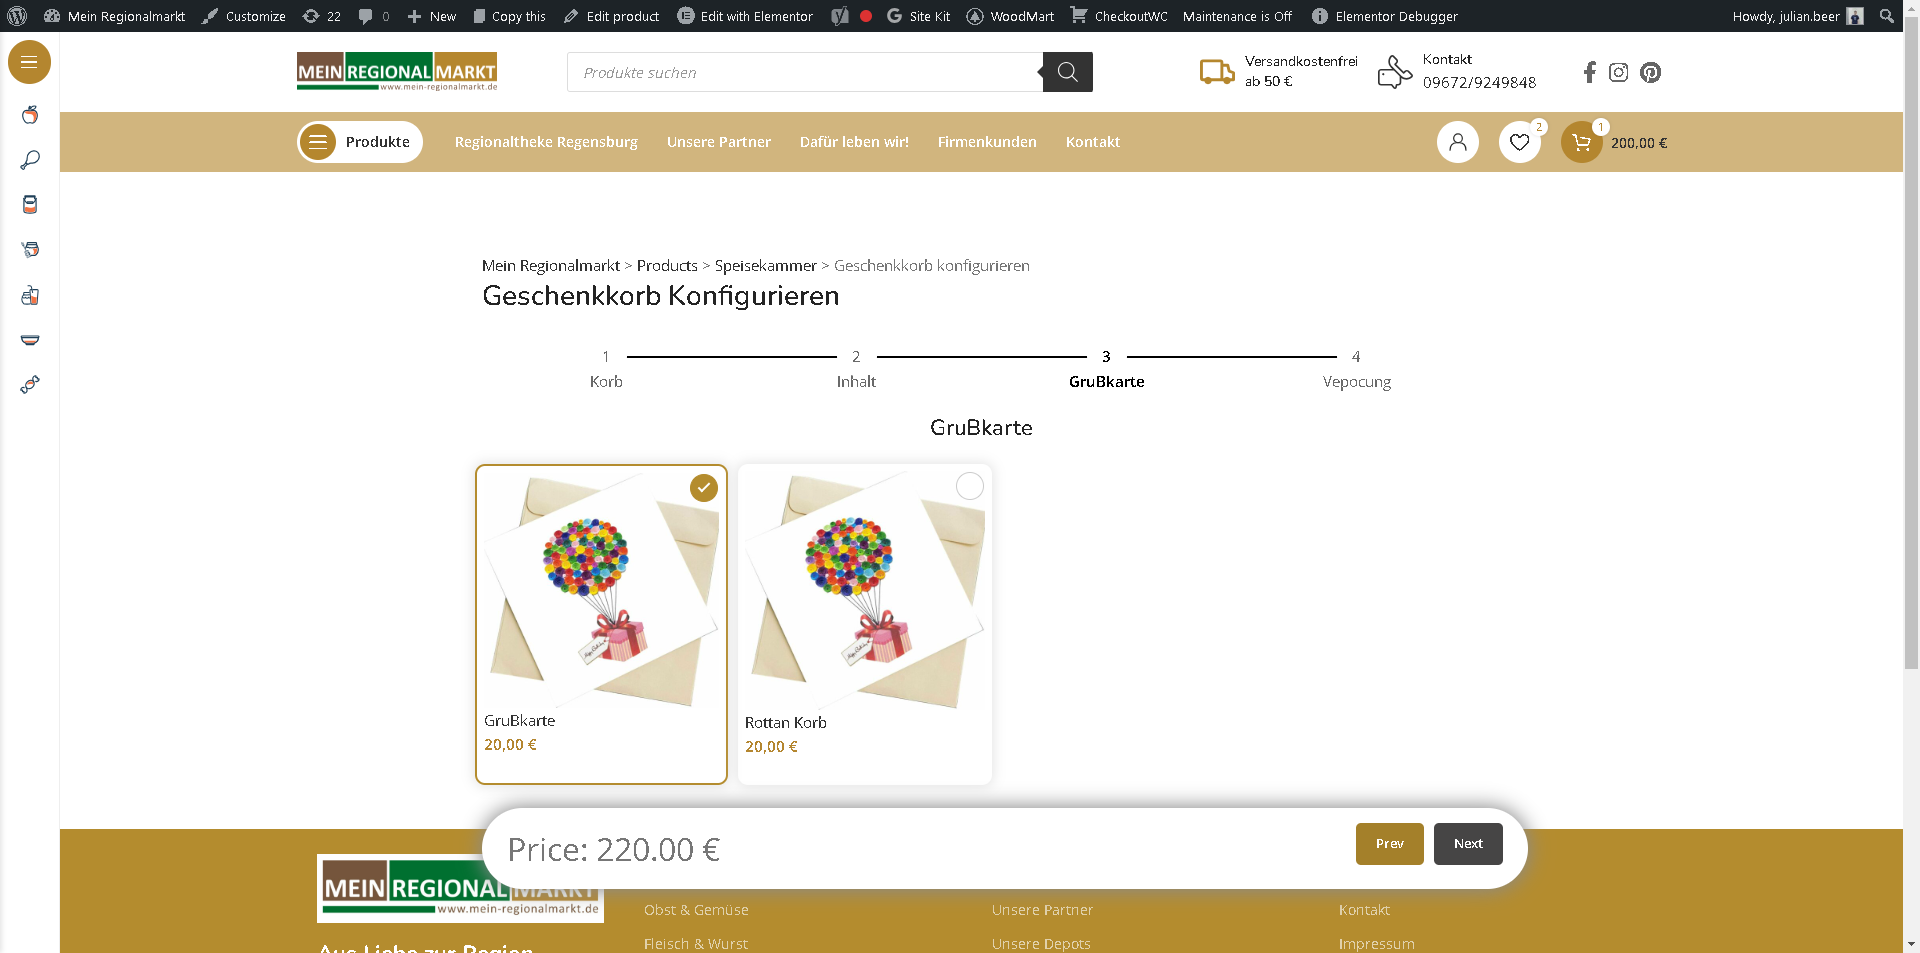 Mein Regionalmarkt Customize 22 0 New Copy this Edit product Edit with Elementor Site Kit WoodMart CheckoutWC Maintenance is Off Elementor Debugger Howdy, julian.beer
MEIN REGIONAL MARKT
www.mein-regionalmarkt.de
Produkte suchen
Versandkostenfrei
ab 50 €
Kontakt
09672/9249848
Produkte Regionaltheke Regensburg Unsere Partner Dafür leben wir! Firmenkunden Kontakt 2 1 200,00 €
Mein Regionalmarkt > Products > Speisekammer > Geschenkkorb konfigurieren
Geschenkkorb Konfigurieren
1 2 3 4
Korb Inhalt GruBkarte Vepocung
GruBkarte
GruBkarte
20,00 €
Rottan Korb
20,00 €
Price: 220.00 € Prev Next
MEIN REGIONAL MARKT
www.mein-regionalmarkt.de
Obst & Gemüse Unsere Partner Kontakt
Aus Liebe zur Region
Fleisch & Wurst Unsere Depots Impressum